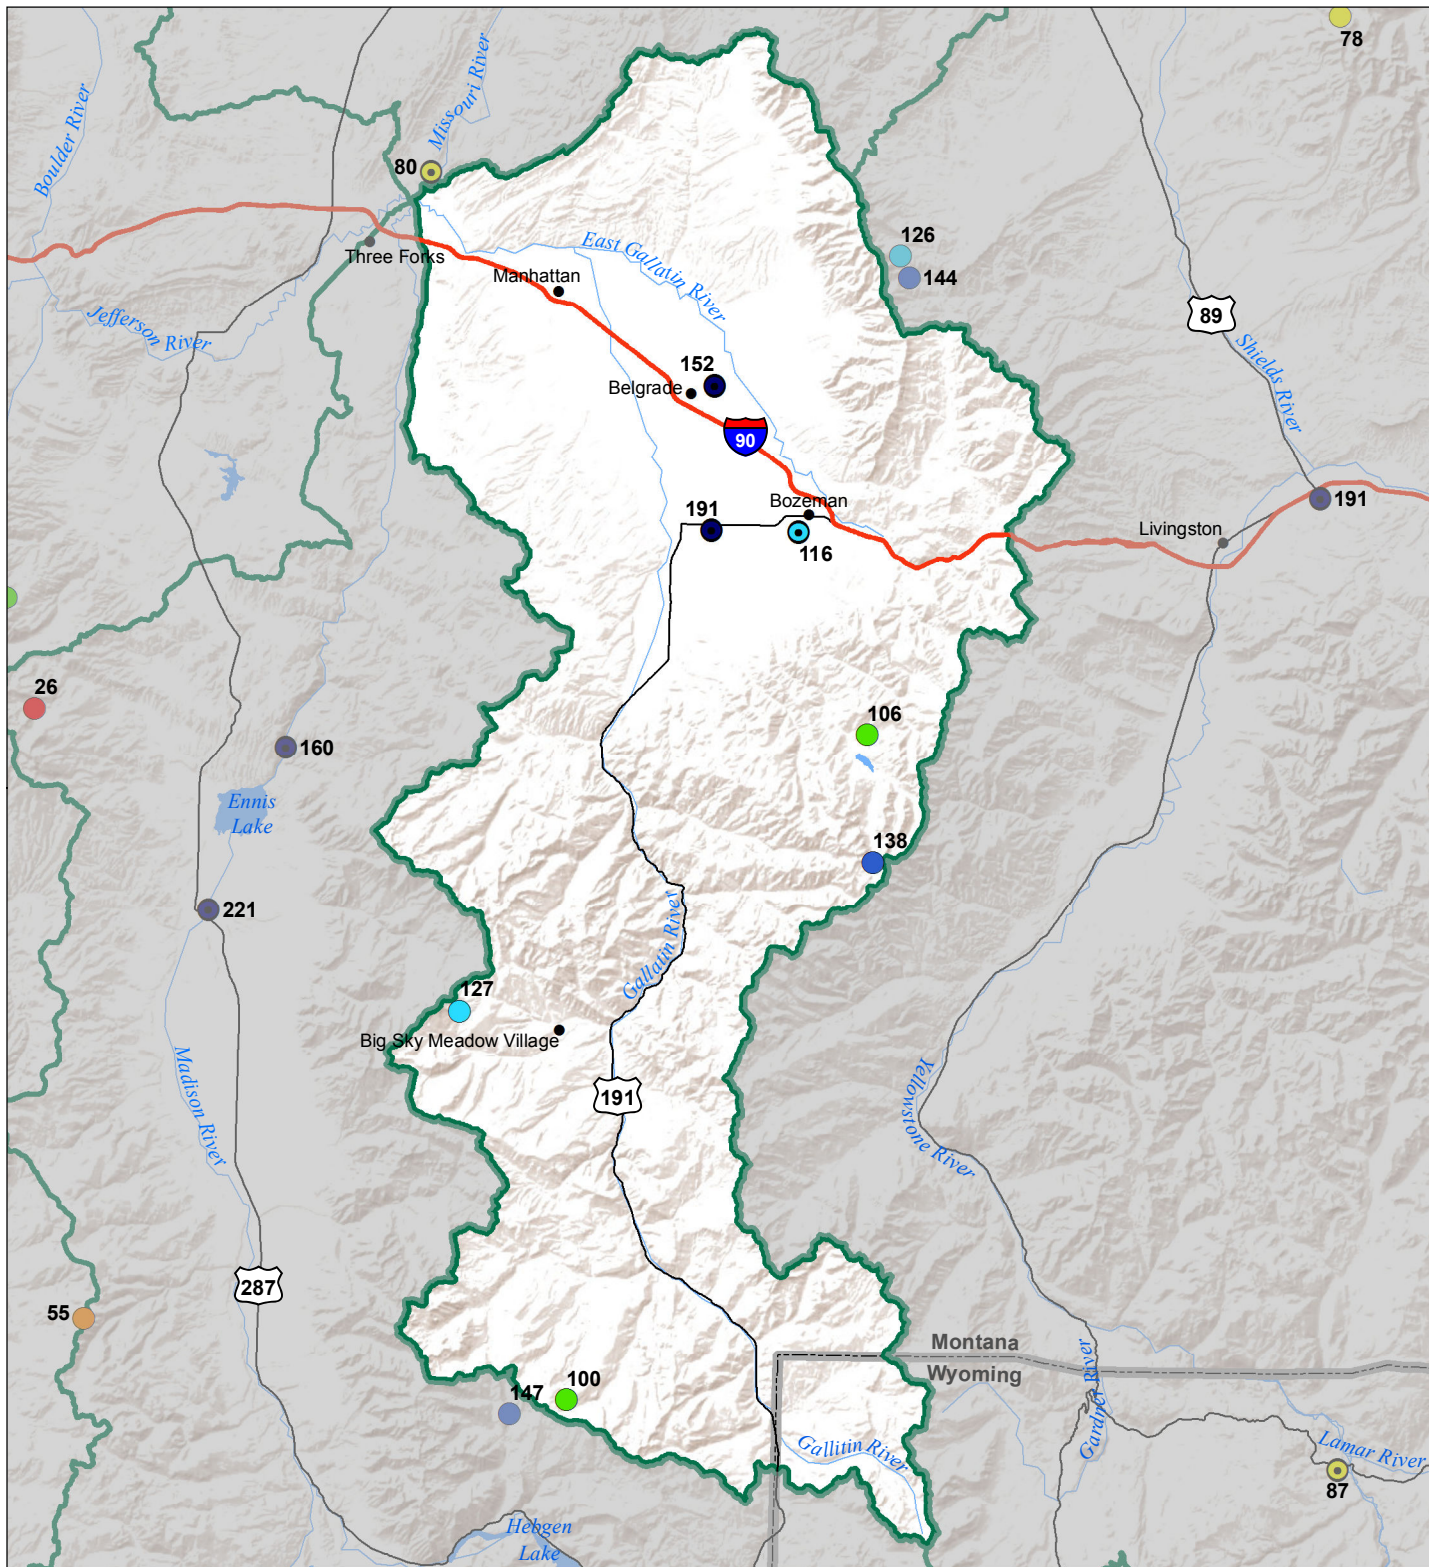 78
Missouri River
Boulder River
80
126
144
East Gallatin River
Three Forks
Manhattan
89
Jefferson River
Shields River
152
Belgrade
90
Bozeman
191
116
191
Livingston
26
106
160
Ennis
Lake
138
221
Gallatin River
127
Big Sky Meadow Village
Madison River
191
Yellowstone River
287
55
Montana
Wyoming
Gardner River
147
100
Gallitin River
Lamar River
87
Hebgen
Lake